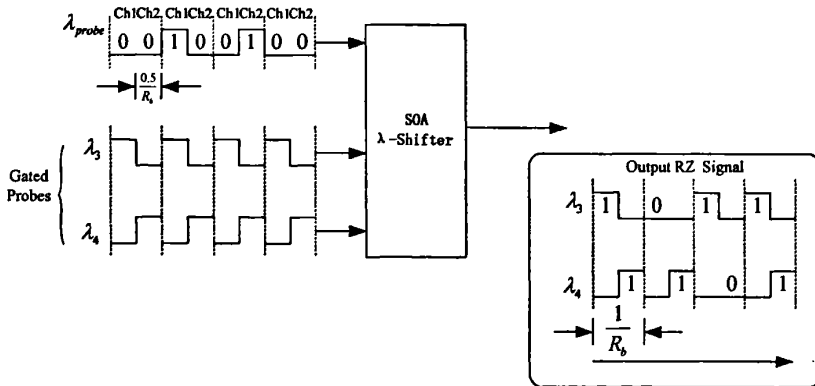 Ch1Ch2 Ch1Ch2 Ch1Ch2 Ch1Ch2
λprobe 0 0 1 0 0 1 0 0
0.5
Rb
SOA
λ-Shifter
Gated
Probes
λ3
λ4
Output RZ Signal
λ3 1 0 1 1
λ4 1 1 0 1
1
Rb